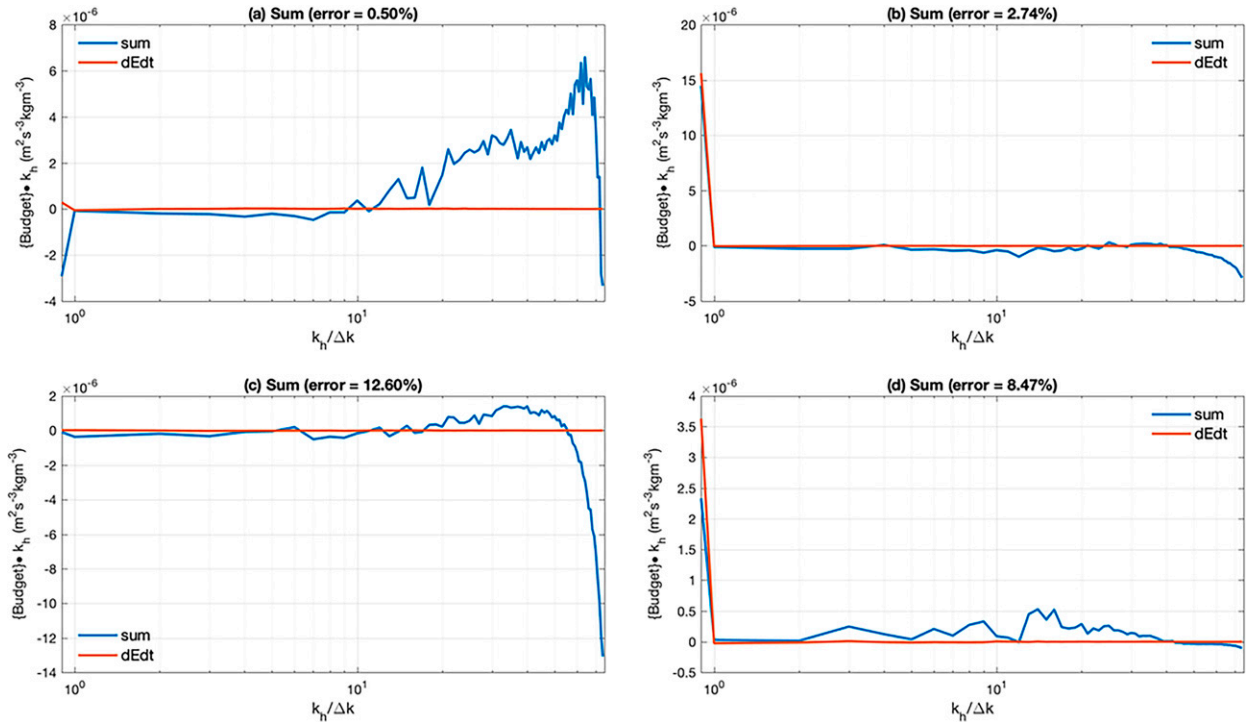 (a) Sum (error = 0.50%)
×10⁻⁶
8
6
4
2
0
-2
-4
sum
dEdt
{Budget}• kₕ (m²s⁻³kgm⁻³)
10⁰
10¹
kₕ/Δk
(b) Sum (error = 2.74%)
×10⁻⁶
20
15
10
5
0
-5
sum
dEdt
{Budget}• kₕ (m²s⁻³kgm⁻³)
10⁰
10¹
kₕ/Δk
(c) Sum (error = 12.60%)
×10⁻⁶
2
0
-2
-4
-6
-8
-10
-12
-14
sum
dEdt
{Budget}• kₕ (m²s⁻³kgm⁻³)
10⁰
10¹
kₕ/Δk
(d) Sum (error = 8.47%)
×10⁻⁶
4
3.5
3
2.5
2
1.5
1
0.5
0
-0.5
sum
dEdt
{Budget}• kₕ (m²s⁻³kgm⁻³)
10⁰
10¹
kₕ/Δk